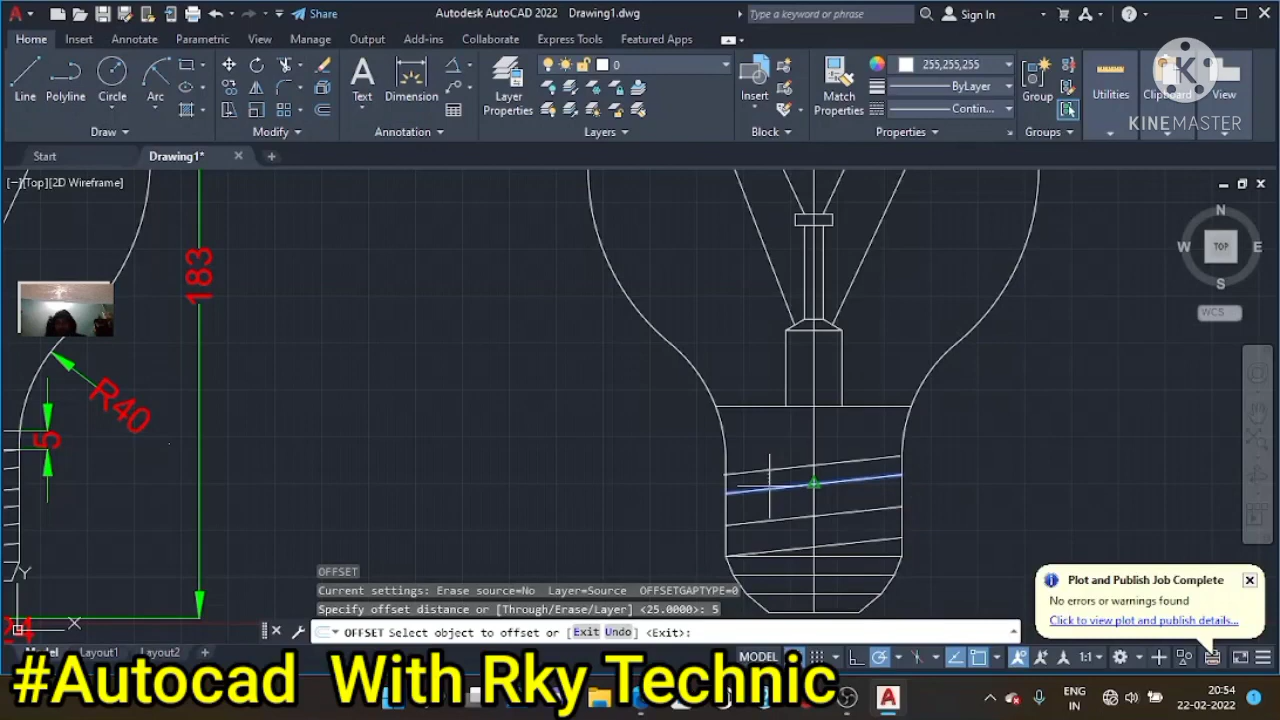 Share
Autodesk AutoCAD 2022 Drawing1.dwg
Type a keyword or phrase
Sign In
Home Insert Annotate Parametric View Manage Output Add-ins Collaborate Express Tools Featured Apps
Line Polyline Circle Arc
Text Dimension
Layer Properties
0
Insert
Match Properties
255,255,255
ByLayer
Contin...
Group
Utilities
Clipboard
View
K
KINEMASTER
Draw Modify Annotation Layers Block Properties Groups
Start Drawing1*
[–][Top][2D Wireframe]
N
W TOP E
S
WCS
183
R40
5
Y
X
OFFSET
Current settings: Erase source=No Layer=Source OFFSETGAPTYPE=0
Specify offset distance or [Through/Erase/Layer] <25.0000>: 5
OFFSET Select object to offset or [Exit Undo] <Exit>:
Plot and Publish Job Complete
No errors or warnings found
Click to view plot and publish details...
Model Layout1 Layout2
MODEL
1:1
#Autocad With Rky Technic
ENG
IN
20:54
22-02-2022
1